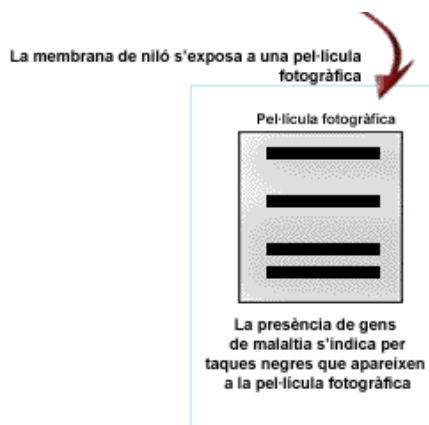 La membrana de niló s'exposa a una pel·lícula
fotogràfica
Pel·lícula fotogràfica
La presència de gens
de malaltia s'indica per
taques negres que apareixen
a la pel·lícula fotogràfica